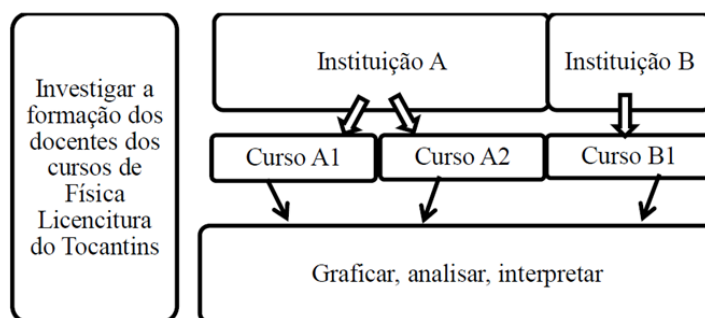 Investigar a
formação dos
docentes dos
cursos de
Física
Licencitura
do Tocantins
Instituição A
Instituição B
Curso A1
Curso A2
Curso B1
Graficar, analisar, interpretar